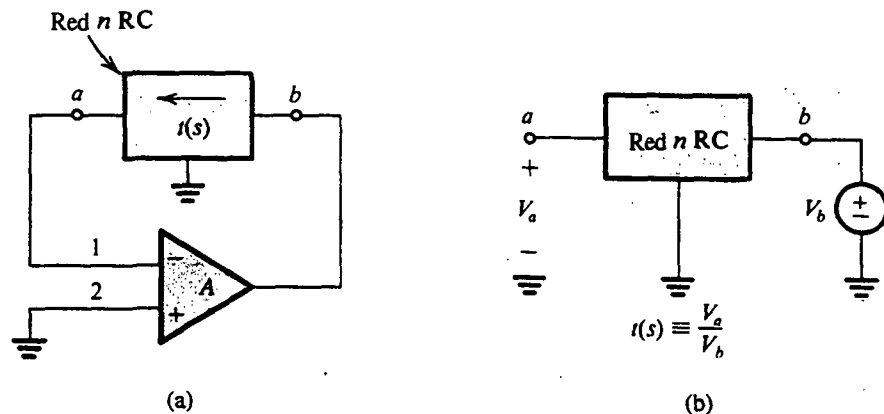 Red n RC
a
b
t(s)
1
2
−
+
A
(a)
a
Red n RC
b
+
V_a
−
V_b
+
−
t(s) ≡ V_a / V_b
(b)